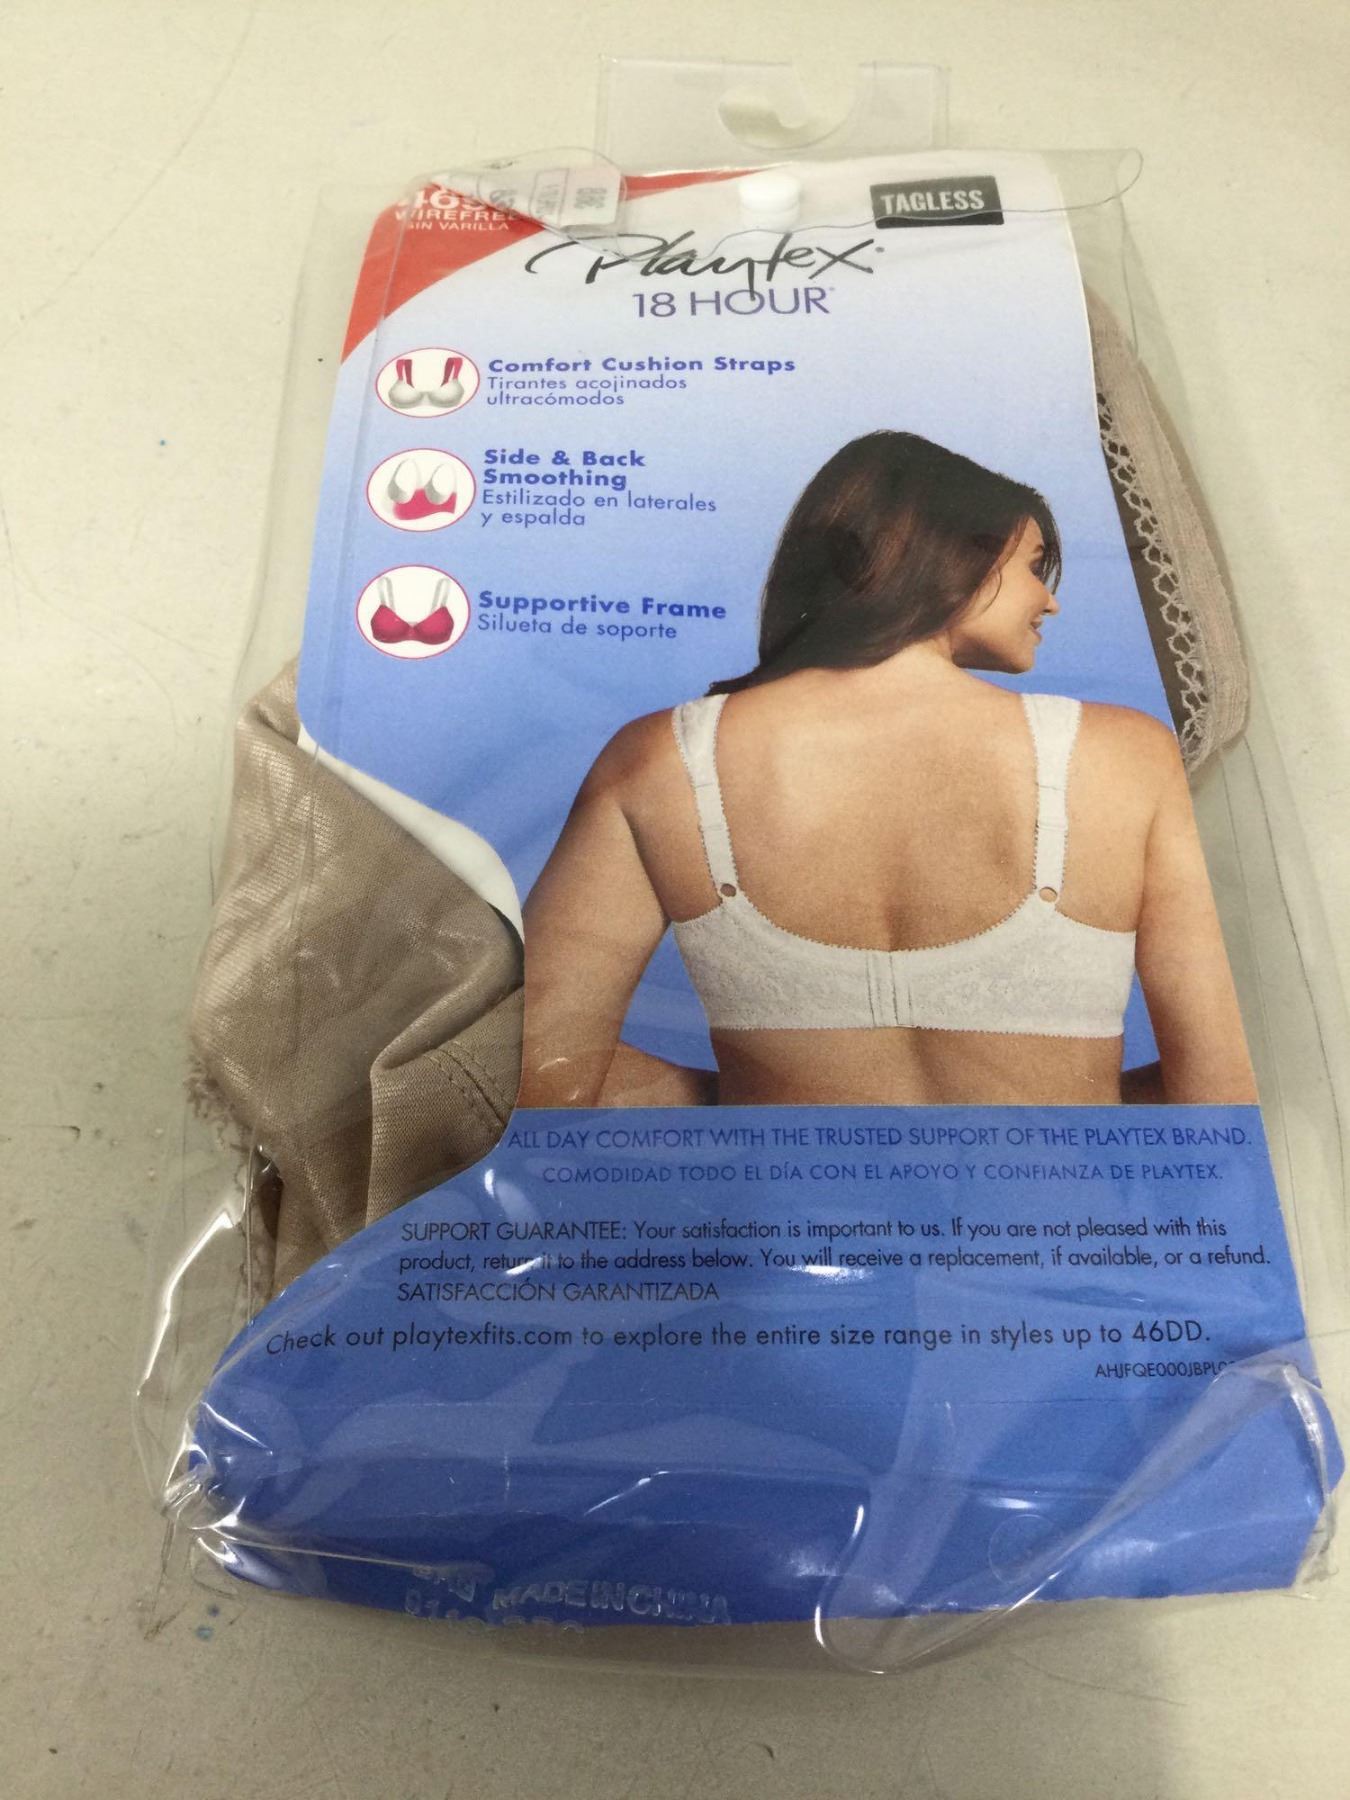 WIREFREE
SIN VARILLA
TAGLESS
Playtex
18 HOUR
Comfort Cushion Straps
Tirantes acojinados
ultracómodos
Side & Back
Smoothing
Estilizado en laterales
y espalda
Supportive Frame
Silueta de soporte
ALL DAY COMFORT WITH THE TRUSTED SUPPORT OF THE PLAYTEX BRAND.
COMODIDAD TODO EL DÍA CON EL APOYO Y CONFIANZA DE PLAYTEX.
SUPPORT GUARANTEE: Your satisfaction is important to us. If you are not pleased with this
product, return it to the address below. You will receive a replacement, if available, or a refund.
SATISFACCIÓN GARANTIZADA
Check out playtexfits.com to explore the entire size range in styles up to 46DD.
MADE IN CHINA